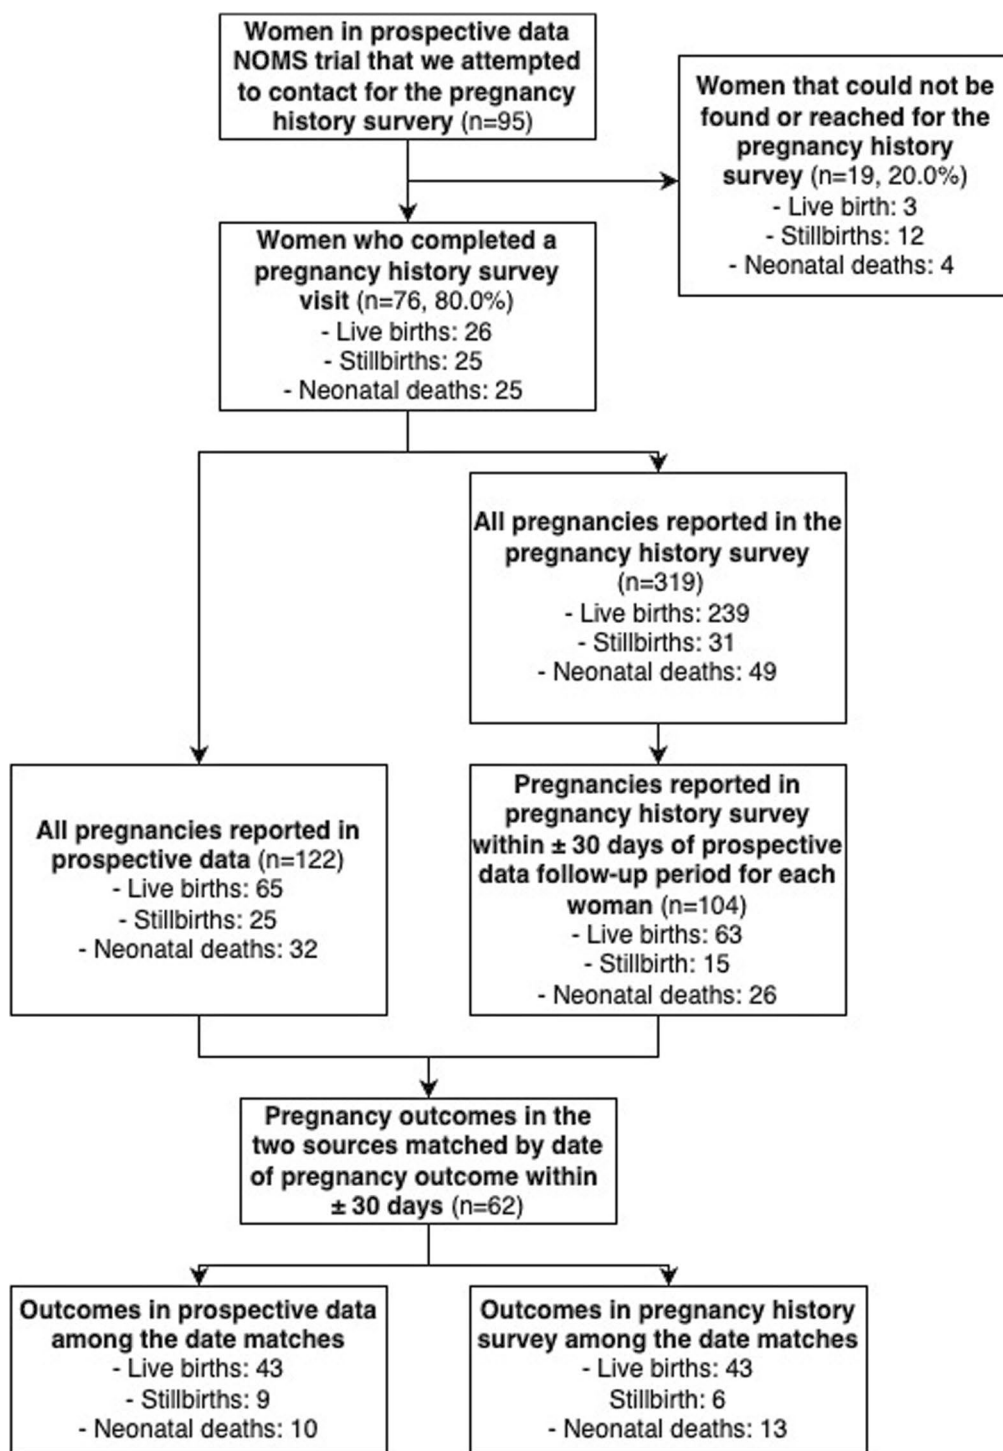 Women in prospective data
NOMS trial that we attempted
to contact for the pregnancy
history survery (n=95)
Women that could not be
found or reached for the
pregnancy history
survey (n=19, 20.0%)
- Live birth: 3
- Stillbirths: 12
- Neonatal deaths: 4
Women who completed a
pregnancy history survey
visit (n=76, 80.0%)
- Live births: 26
- Stillbirths: 25
- Neonatal deaths: 25
All pregnancies reported in the
pregnancy history survey
(n=319)
- Live births: 239
- Stillbirths: 31
- Neonatal deaths: 49
All pregnancies reported in
prospective data (n=122)
- Live births: 65
- Stillbirths: 25
- Neonatal deaths: 32
Pregnancies reported in
pregnancy history survey
within ± 30 days of prospective
data follow-up period for each
woman (n=104)
- Live births: 63
- Stillbirth: 15
- Neonatal deaths: 26
Pregnancy outcomes in the
two sources matched by date
of pregnancy outcome within
± 30 days (n=62)
Outcomes in prospective data
among the date matches
- Live births: 43
- Stillbirths: 9
- Neonatal deaths: 10
Outcomes in pregnancy history
survey among the date matches
- Live births: 43
Stillbirth: 6
- Neonatal deaths: 13